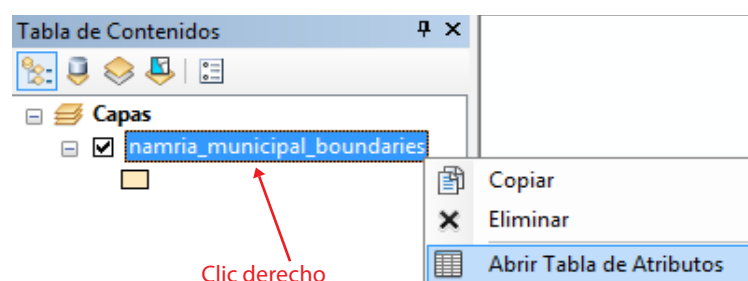 Tabla de Contenidos
Capas
namria_municipal_boundaries
Copiar
Eliminar
Abrir Tabla de Atributos
Clic derecho